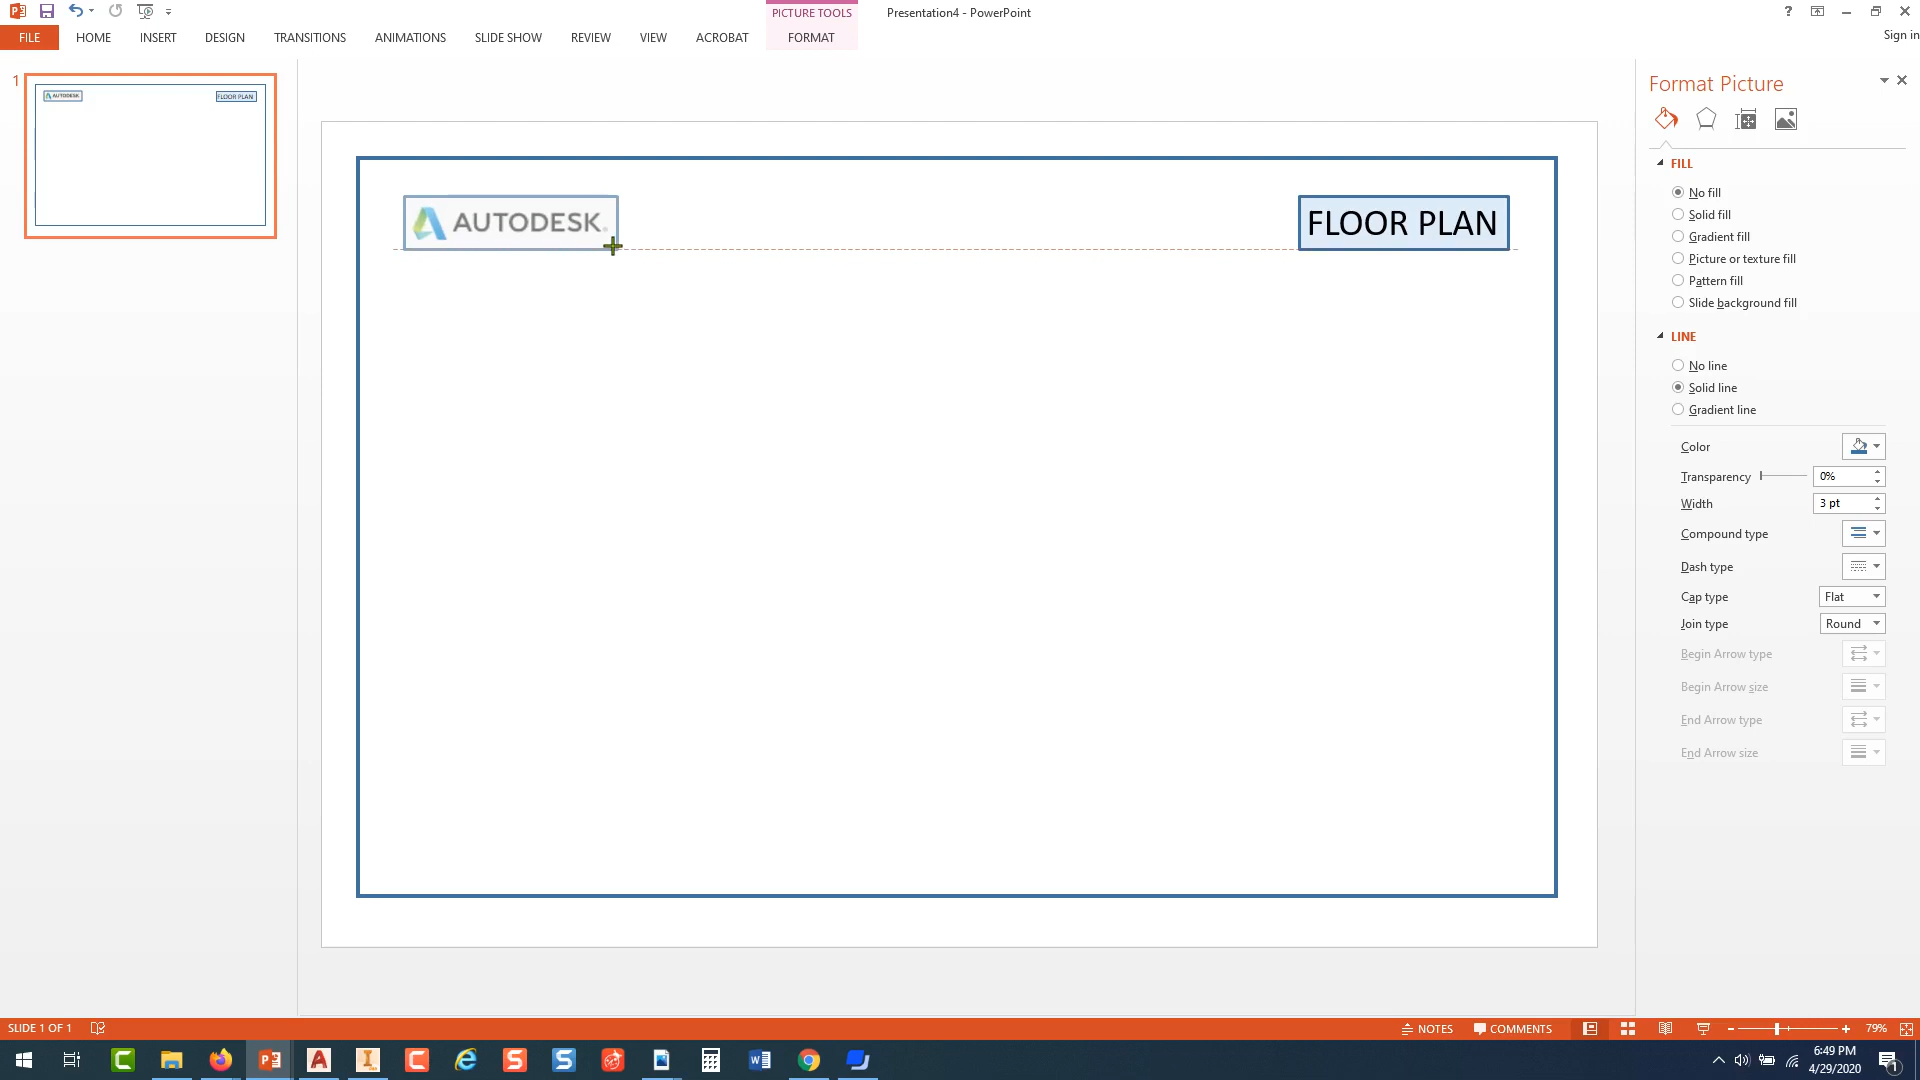 PICTURE TOOLS
Presentation4 - PowerPoint
?
FILE
HOME
INSERT
DESIGN
TRANSITIONS
ANIMATIONS
SLIDE SHOW
REVIEW
VIEW
ACROBAT
FORMAT
Sign in
1
AUTODESK
FLOOR PLAN
AUTODESK.
FLOOR PLAN
Format Picture
FILL
No fill
Solid fill
Gradient fill
Picture or texture fill
Pattern fill
Slide background fill
LINE
No line
Solid line
Gradient line
Color
Transparency 0%
Width 3 pt
Compound type
Dash type
Cap type Flat
Join type Round
Begin Arrow type
Begin Arrow size
End Arrow type
End Arrow size
SLIDE 1 OF 1
NOTES
COMMENTS
79%
6:49 PM
4/29/2020
1